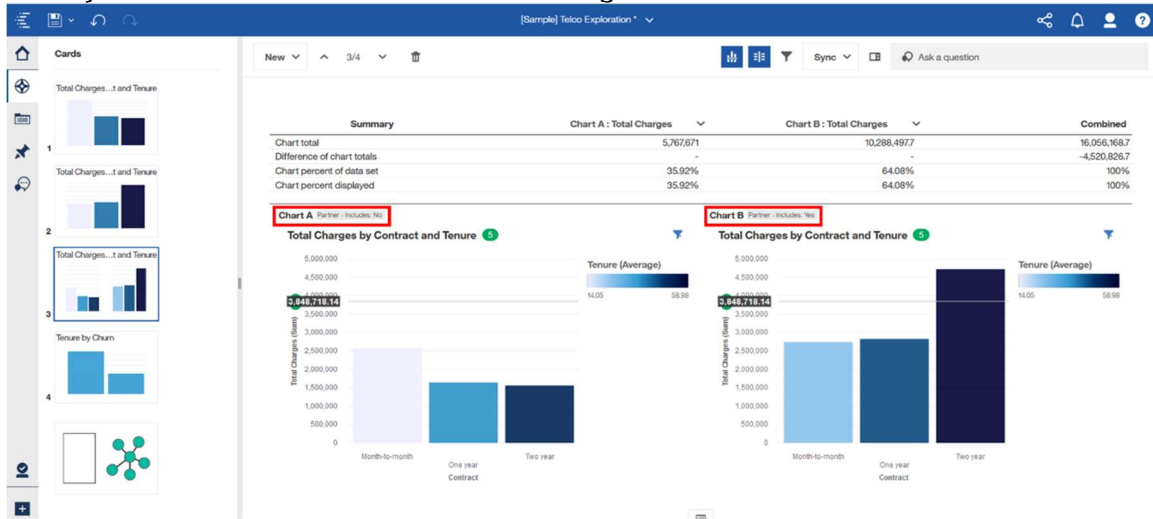 [Sample] Telco Exploration *
Cards
New
3/4
Sync
Ask a question
Total Charges...t and Tenure
1
Total Charges...t and Tenure
2
Total Charges...t and Tenure
3
Tenure by Churn
4
Summary Chart A : Total Charges Chart B : Total Charges Combined
Chart total 5,767,671 10,288,497.7 16,056,168.7
Difference of chart totals - - -4,520,826.7
Chart percent of data set 35.92% 64.08% 100%
Chart percent displayed 35.92% 64.08% 100%
Chart A Partner - Includes: No
Total Charges by Contract and Tenure 5
Tenure (Average)
14.05 58.98
Total Charges (Sum)
5,000,000
4,500,000
3,848,718.14
3,500,000
3,000,000
2,500,000
2,000,000
1,500,000
1,000,000
500,000
0
Month-to-month
One year
Two year
Contract
Chart B Partner - Includes: Yes
Total Charges by Contract and Tenure 5
Tenure (Average)
14.05 58.98
Total Charges (Sum)
5,000,000
4,500,000
3,848,718.14
3,500,000
3,000,000
2,500,000
2,000,000
1,500,000
1,000,000
500,000
0
Month-to-month
One year
Two year
Contract